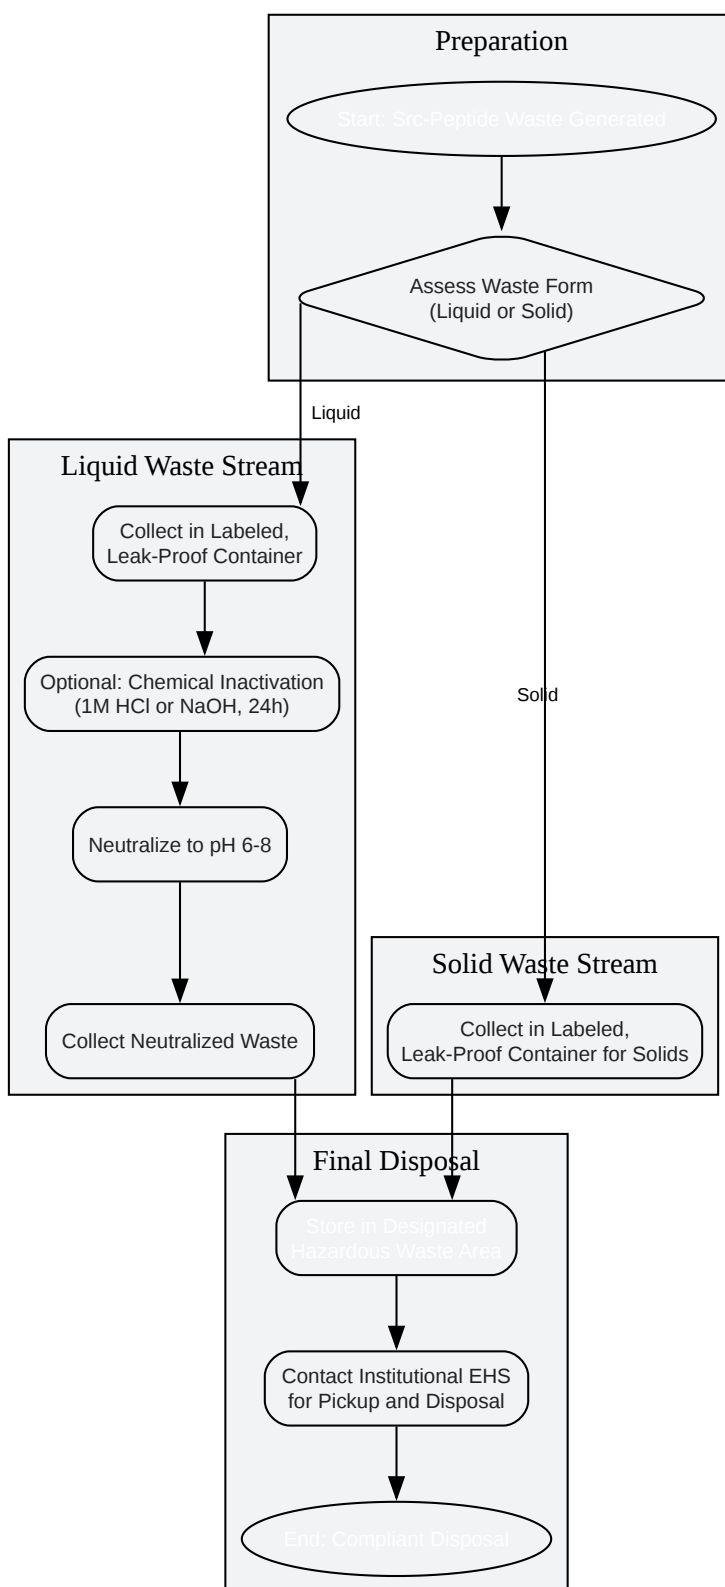 Preparation
Start: Src-Peptide Waste Generated
Assess Waste Form
(Liquid or Solid)
Liquid
Liquid Waste Stream
Collect in Labeled,
Leak-Proof Container
Optional: Chemical Inactivation
(1M HCl or NaOH, 24h)
Solid
Neutralize to pH 6-8
Collect Neutralized Waste
Solid Waste Stream
Collect in Labeled,
Leak-Proof Container for Solids
Final Disposal
Store in Designated
Hazardous Waste Area
Contact Institutional EHS
for Pickup and Disposal
End: Compliant Disposal